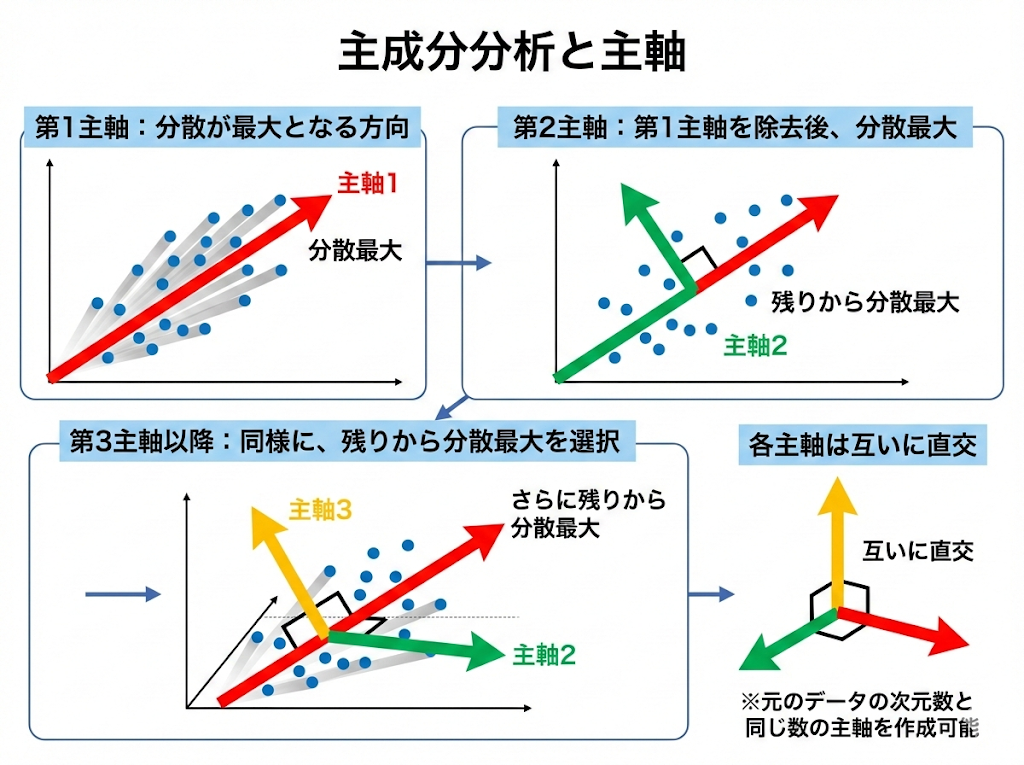 主成分分析と主軸
第1主軸：分散が最大となる方向
主軸1
分散最大
第2主軸：第1主軸を除去後、分散最大
残りから分散最大
主軸2
第3主軸以降：同様に、残りから分散最大を選択
主軸3
さらに残りから
分散最大
主軸2
各主軸は互いに直交
互いに直交
※元のデータの次元数と
同じ数の主軸を作成可能